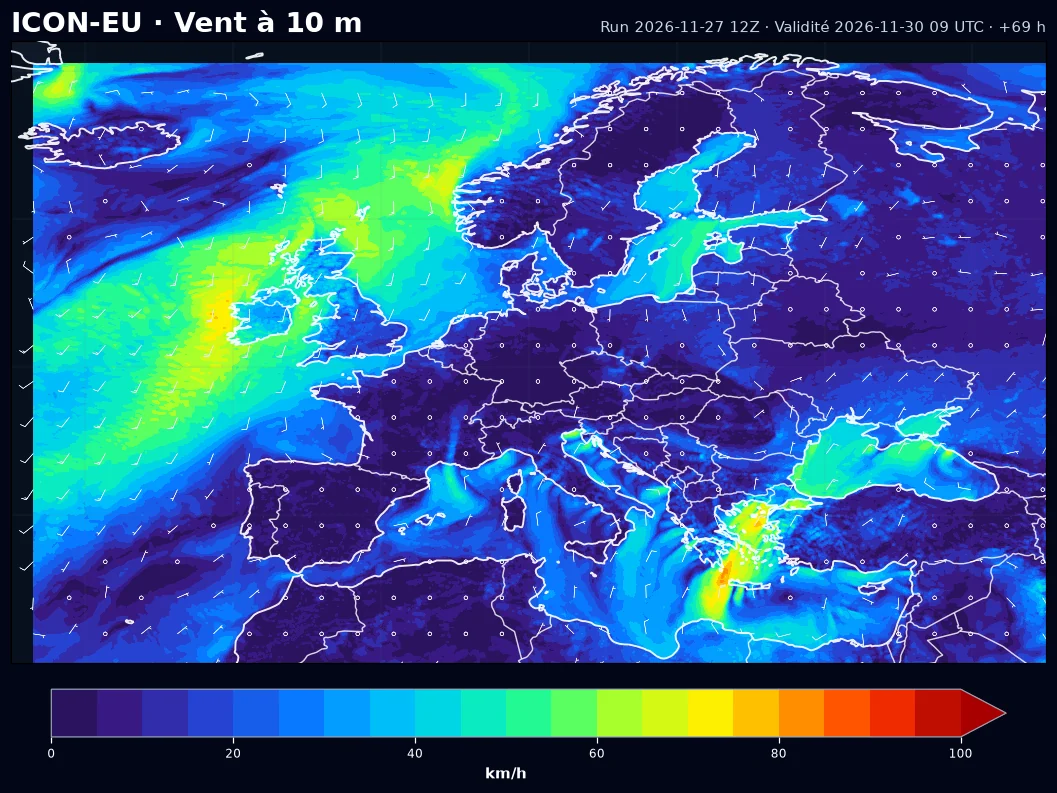 ICON-EU · Vent à 10 m
Run 2026-11-27 12Z · Validité 2026-11-30 09 UTC · +69 h
0 20 40 60 80 100
km/h